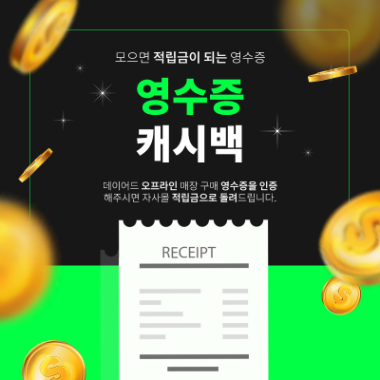 모으면 적립금이 되는 영수증
영수증
캐시백
데이어드 오프라인 매장 구매 영수증을 인증
해주시면 자사몰 적립금으로 돌려드립니다.
RECEIPT